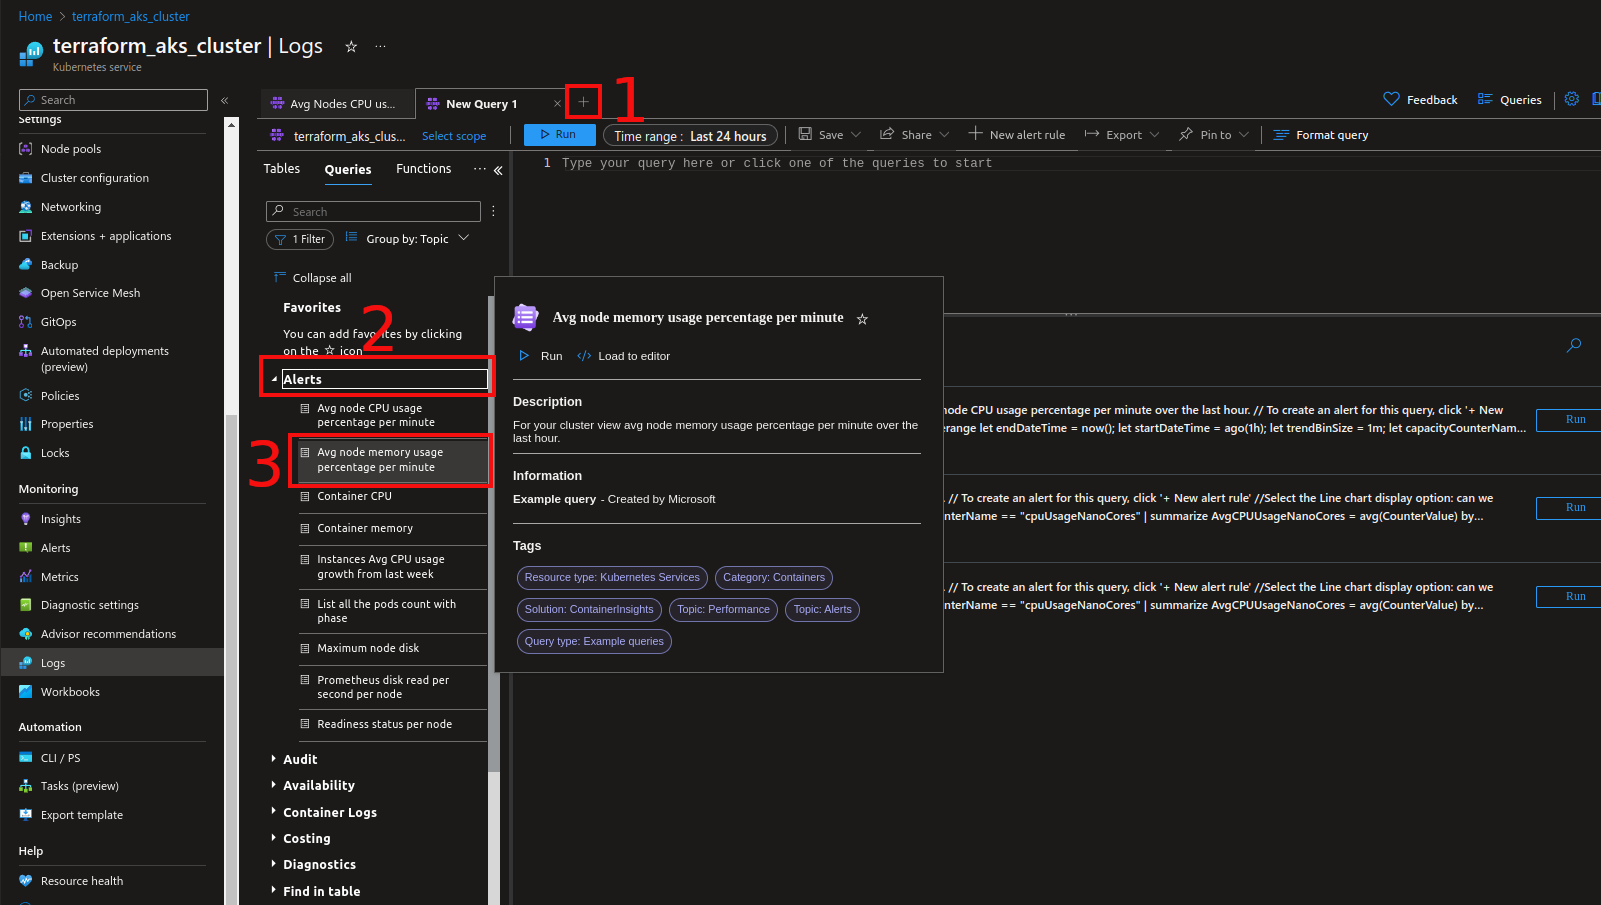 Home > terraform_aks_cluster
terraform_aks_cluster | Logs ☆ ...
Kubernetes service
Search «
Settings
Node pools
Cluster configuration
Networking
Extensions + applications
Backup
Open Service Mesh
GitOps
Automated deployments
(preview)
Policies
Properties
Locks
Monitoring
Insights
Alerts
Metrics
Diagnostic settings
Advisor recommendations
Logs
Workbooks
Automation
CLI / PS
Tasks (preview)
Export template
Help
Resource health
Avg Nodes CPU us...
New Query 1 ×
+
1
Feedback
Queries
terraform_aks_clus...
Select scope
Run
Time range : Last 24 hours
Save
Share
New alert rule
Export
Pin to
Format query
Tables
Queries
Functions
... «
Search
1 Filter
Group by: Topic
Collapse all
Favorites
2
You can add favorites by clicking
on the ☆ icon
Alerts
Avg node CPU usage
percentage per minute
3
Avg node memory usage
percentage per minute
Container CPU
Container memory
Instances Avg CPU usage
growth from last week
List all the pods count with
phase
Maximum node disk
Prometheus disk read per
second per node
Readiness status per node
Audit
Availability
Container Logs
Costing
Diagnostics
Find in table
1 Type your query here or click one of the queries to start
Avg node memory usage percentage per minute ☆
Run
</> Load to editor
Description
For your cluster view avg node memory usage percentage per minute over the
last hour.
Information
Example query - Created by Microsoft
Tags
Resource type: Kubernetes Services
Category: Containers
Solution: ContainerInsights
Topic: Performance
Topic: Alerts
Query type: Example queries
node CPU usage percentage per minute over the last hour. // To create an alert for this query, click '+ New
erange let endDateTime = now(); let startDateTime = ago(1h); let trendBinSize = 1m; let capacityCounterNam...
Run
. // To create an alert for this query, click '+ New alert rule' //Select the Line chart display option: can we
nterName == "cpuUsageNanoCores" | summarize AvgCPUUsageNanoCores = avg(CounterValue) by...
Run
. // To create an alert for this query, click '+ New alert rule' //Select the Line chart display option: can we
nterName == "cpuUsageNanoCores" | summarize AvgCPUUsageNanoCores = avg(CounterValue) by...
Run